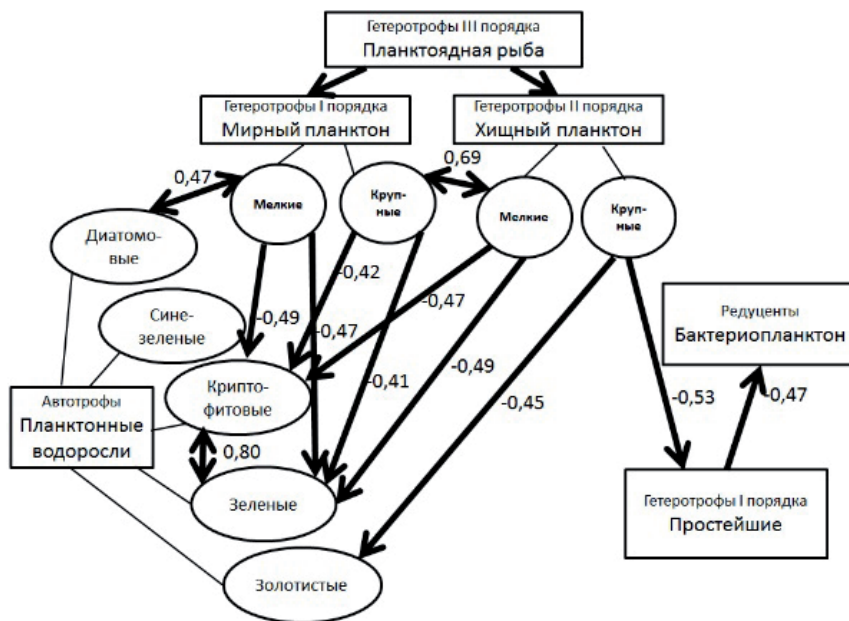 Гетеротрофы III порядка
Планктоядная рыба
Гетеротрофы I порядка
Мирный планктон
Гетеротрофы II порядка
Хищный планктон
0,47
0,69
Мелкие
Круп-
ные
Мелкие
Круп-
ные
Диатомо-
вые
-0,42
Сине-
зеленые
-0,49
-0,47
-0,47
Редуценты
Бактериопланктон
Крипто-
фитовые
-0,41
-0,49
-0,45
-0,53
-0,47
Автотрофы
Планктонные
водоросли
0,80
Зеленые
Гетеротрофы I порядка
Простейшие
Золотистые